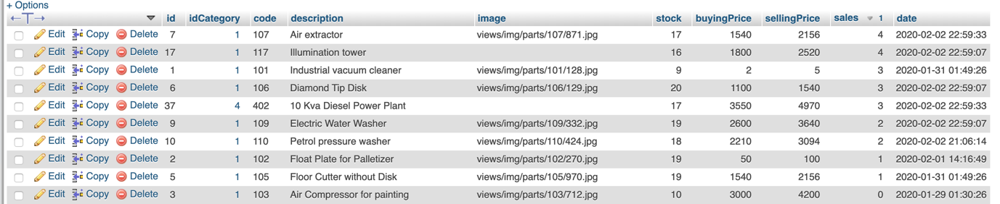 + Options
←T→ id idCategory code description image stock buyingPrice sellingPrice sales 1 date
Edit Copy Delete 7 1 107 Air extractor views/img/parts/107/871.jpg 17 1540 2156 4 2020-02-02 22:59:33
Edit Copy Delete 17 1 117 Illumination tower 16 1800 2520 4 2020-02-02 22:59:07
Edit Copy Delete 1 1 101 Industrial vacuum cleaner views/img/parts/101/128.jpg 9 2 5 3 2020-01-31 01:49:26
Edit Copy Delete 6 1 106 Diamond Tip Disk views/img/parts/106/129.jpg 20 1100 1540 3 2020-02-02 22:59:07
Edit Copy Delete 37 4 402 10 Kva Diesel Power Plant 17 3550 4970 3 2020-02-02 22:59:33
Edit Copy Delete 9 1 109 Electric Water Washer views/img/parts/109/332.jpg 19 2600 3640 2 2020-02-02 22:59:07
Edit Copy Delete 10 1 110 Petrol pressure washer views/img/parts/110/424.jpg 18 2210 3094 2 2020-02-02 21:06:14
Edit Copy Delete 2 1 102 Float Plate for Palletizer views/img/parts/102/270.jpg 19 50 100 1 2020-02-01 14:16:49
Edit Copy Delete 5 1 105 Floor Cutter without Disk views/img/parts/105/970.jpg 19 1540 2156 1 2020-01-31 01:49:26
Edit Copy Delete 3 1 103 Air Compressor for painting views/img/parts/103/712.jpg 10 3000 4200 0 2020-01-29 01:30:26